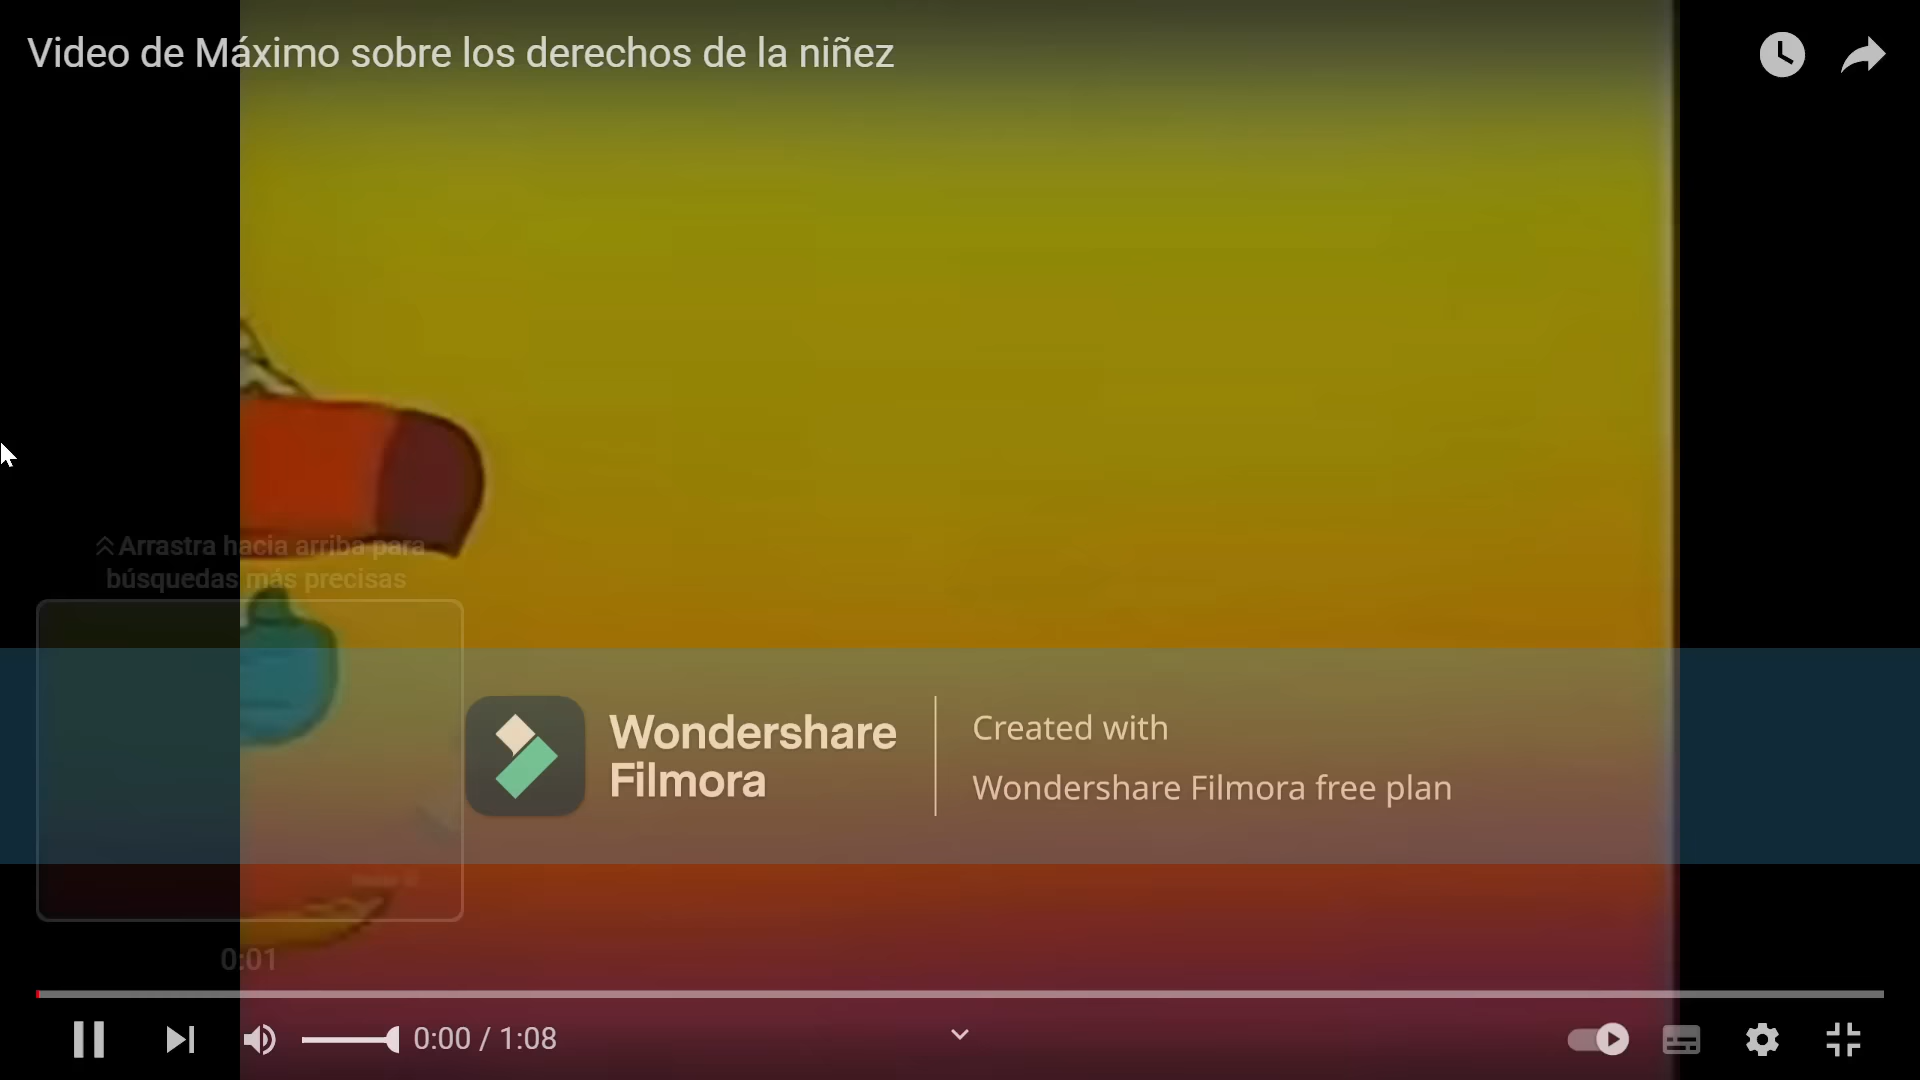 Video de Máximo sobre los derechos de la niñez
Arrastra hacia arriba para
búsquedas más precisas
Wondershare
Filmora
Created with
Wondershare Filmora free plan
0:01
0:00 / 1:08